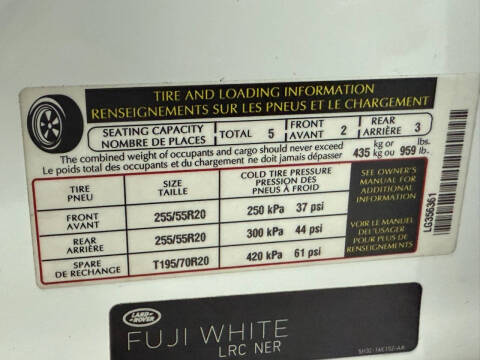 TIRE AND LOADING INFORMATION
RENSEIGNEMENTS SUR LES PNEUS ET LE CHARGEMENT
SEATING CAPACITY
NOMBRE DE PLACES
TOTAL 5
FRONT
AVANT 2
REAR
ARRIÈRE 3
The combined weight of occupants and cargo should never exceed
Le poids total des occupants et du chargement ne doit jamais dépasser
435 kg or
kg ou 959 lbs.
lb.
TIRE
PNEU
SIZE
TAILLE
COLD TIRE PRESSURE
PRESSION DES
PNEUS À FROID
FRONT
AVANT
255/55R20
250 kPa 37 psi
REAR
ARRIÈRE
255/55R20
300 kPa 44 psi
SPARE
DE RECHANGE
T195/70R20
420 kPa 61 psi
SEE OWNER'S
MANUAL FOR
ADDITIONAL
INFORMATION
VOIR LE MANUEL
DE L'USAGER
POUR PLUS DE
RENSEIGNEMENTS
LG356361
LAND-
ROVER
FUJI WHITE
LRC NER